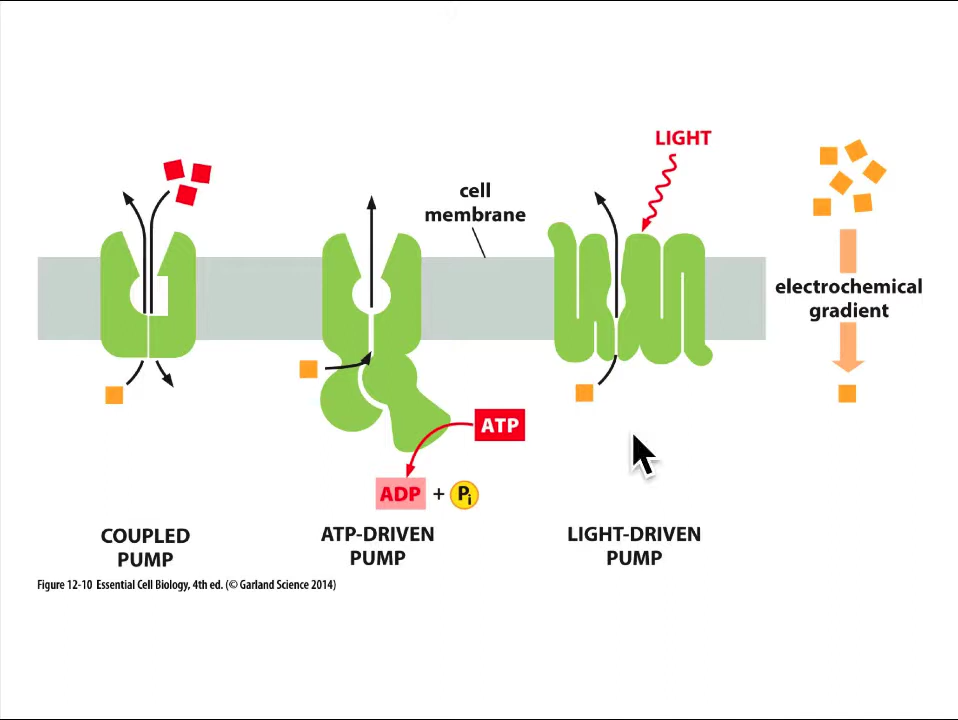 LIGHT
cell
membrane
electrochemical
gradient
ATP
ADP + Pi
COUPLED
PUMP
ATP-DRIVEN
PUMP
LIGHT-DRIVEN
PUMP
Figure 12-10 Essential Cell Biology, 4th ed. (© Garland Science 2014)